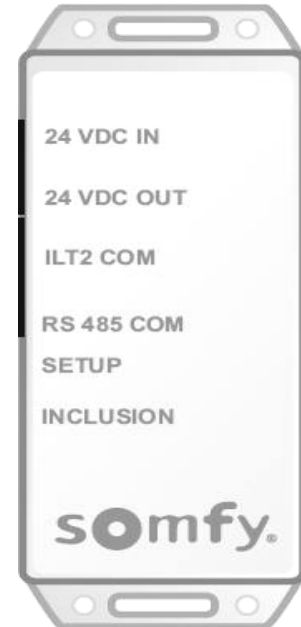 24 VDC IN
24 VDC OUT
ILT2 COM
RS 485 COM
SETUP
INCLUSION
somfy®